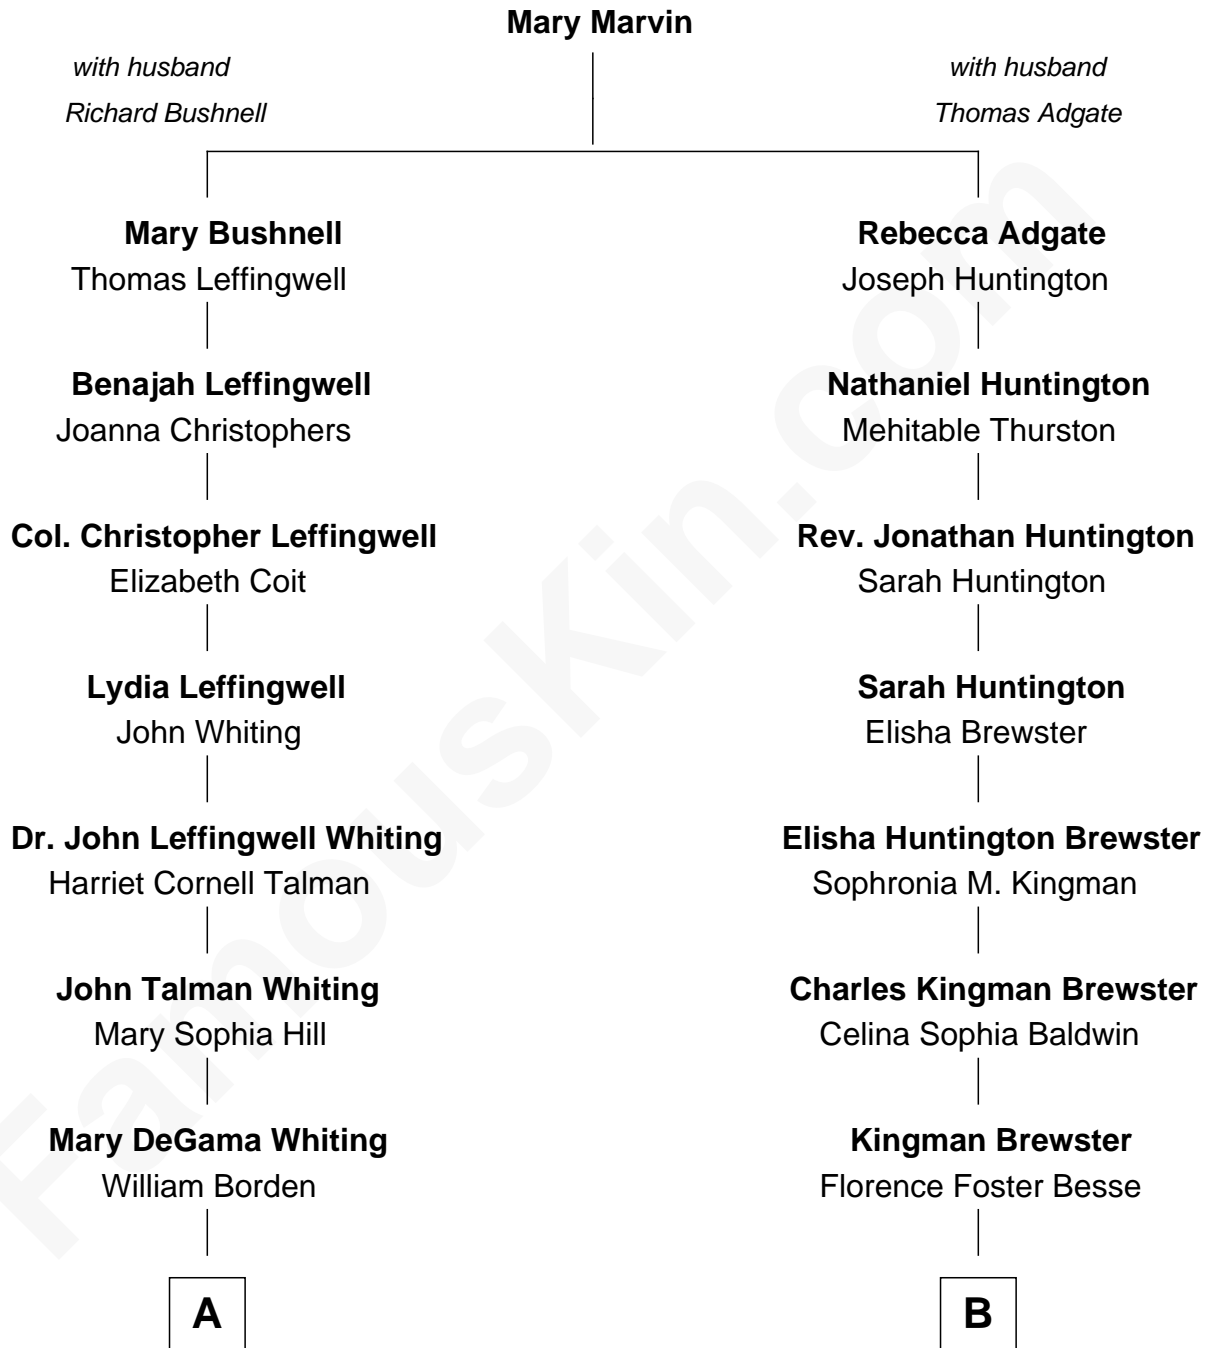 Mary Marvin
with husband
Richard Bushnell
with husband
Thomas Adgate
Mary Bushnell
Thomas Leffingwell
Rebecca Adgate
Joseph Huntington
Benajah Leffingwell
Joanna Christophers
Nathaniel Huntington
Mehitable Thurston
Col. Christopher Leffingwell
Elizabeth Coit
Rev. Jonathan Huntington
Sarah Huntington
Lydia Leffingwell
John Whiting
Sarah Huntington
Elisha Brewster
Dr. John Leffingwell Whiting
Harriet Cornell Talman
Elisha Huntington Brewster
Sophronia M. Kingman
John Talman Whiting
Mary Sophia Hill
Charles Kingman Brewster
Celina Sophia Baldwin
Mary DeGama Whiting
William Borden
Kingman Brewster
Florence Foster Besse
A
B
FamousKin.com